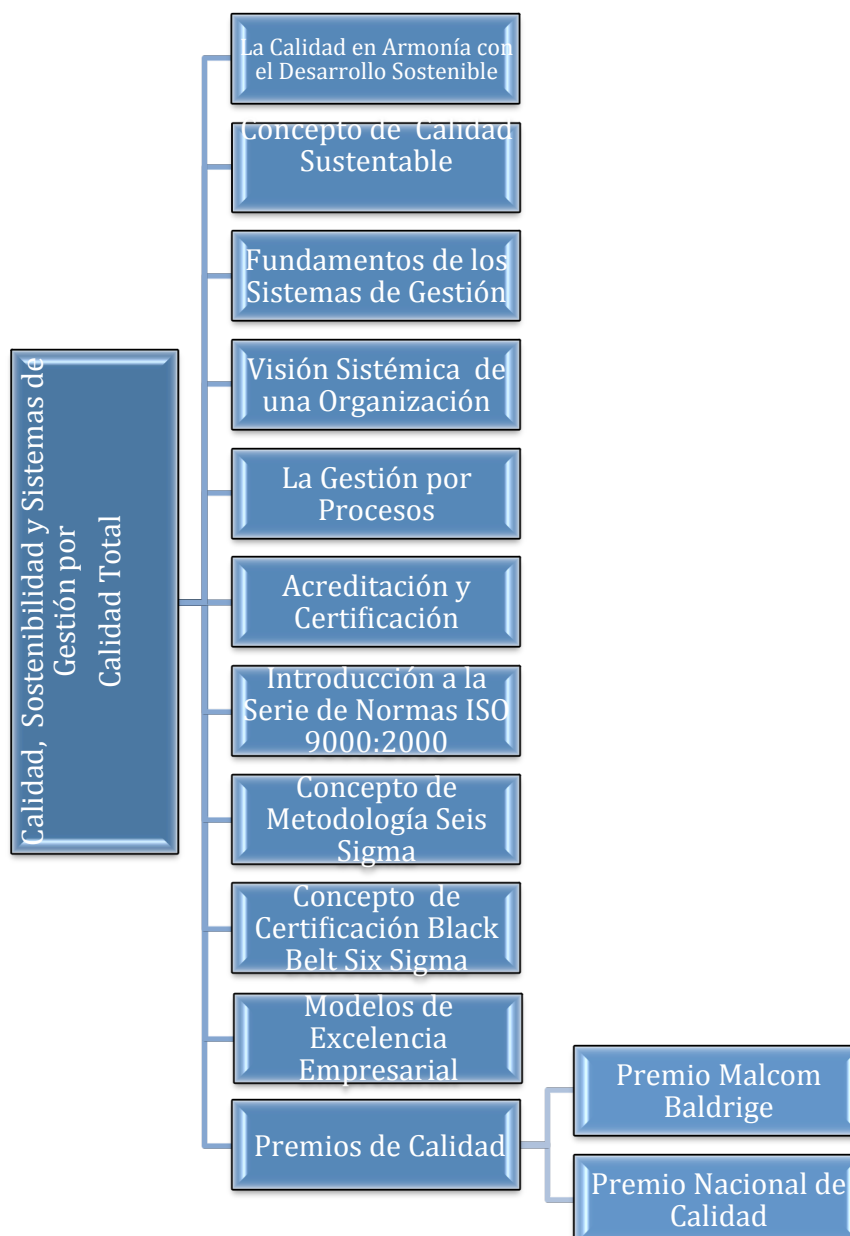 La Calidad en Armonía con
el Desarrollo Sostenible
Concepto de Calidad
Sustentable
Fundamentos de los
Sistemas de Gestión
Visión Sistémica de
una Organización
Calidad, Sostenibilidad y Sistemas de
Gestión por
Calidad Total
La Gestión por
Procesos
Acreditación y
Certificación
Introducción a la
Serie de Normas ISO
9000:2000
Concepto de
Metodología Seis
Sigma
Concepto de
Certificación Black
Belt Six Sigma
Modelos de
Excelencia
Empresarial
Premios de Calidad
Premio Malcom
Baldrige
Premio Nacional de
Calidad